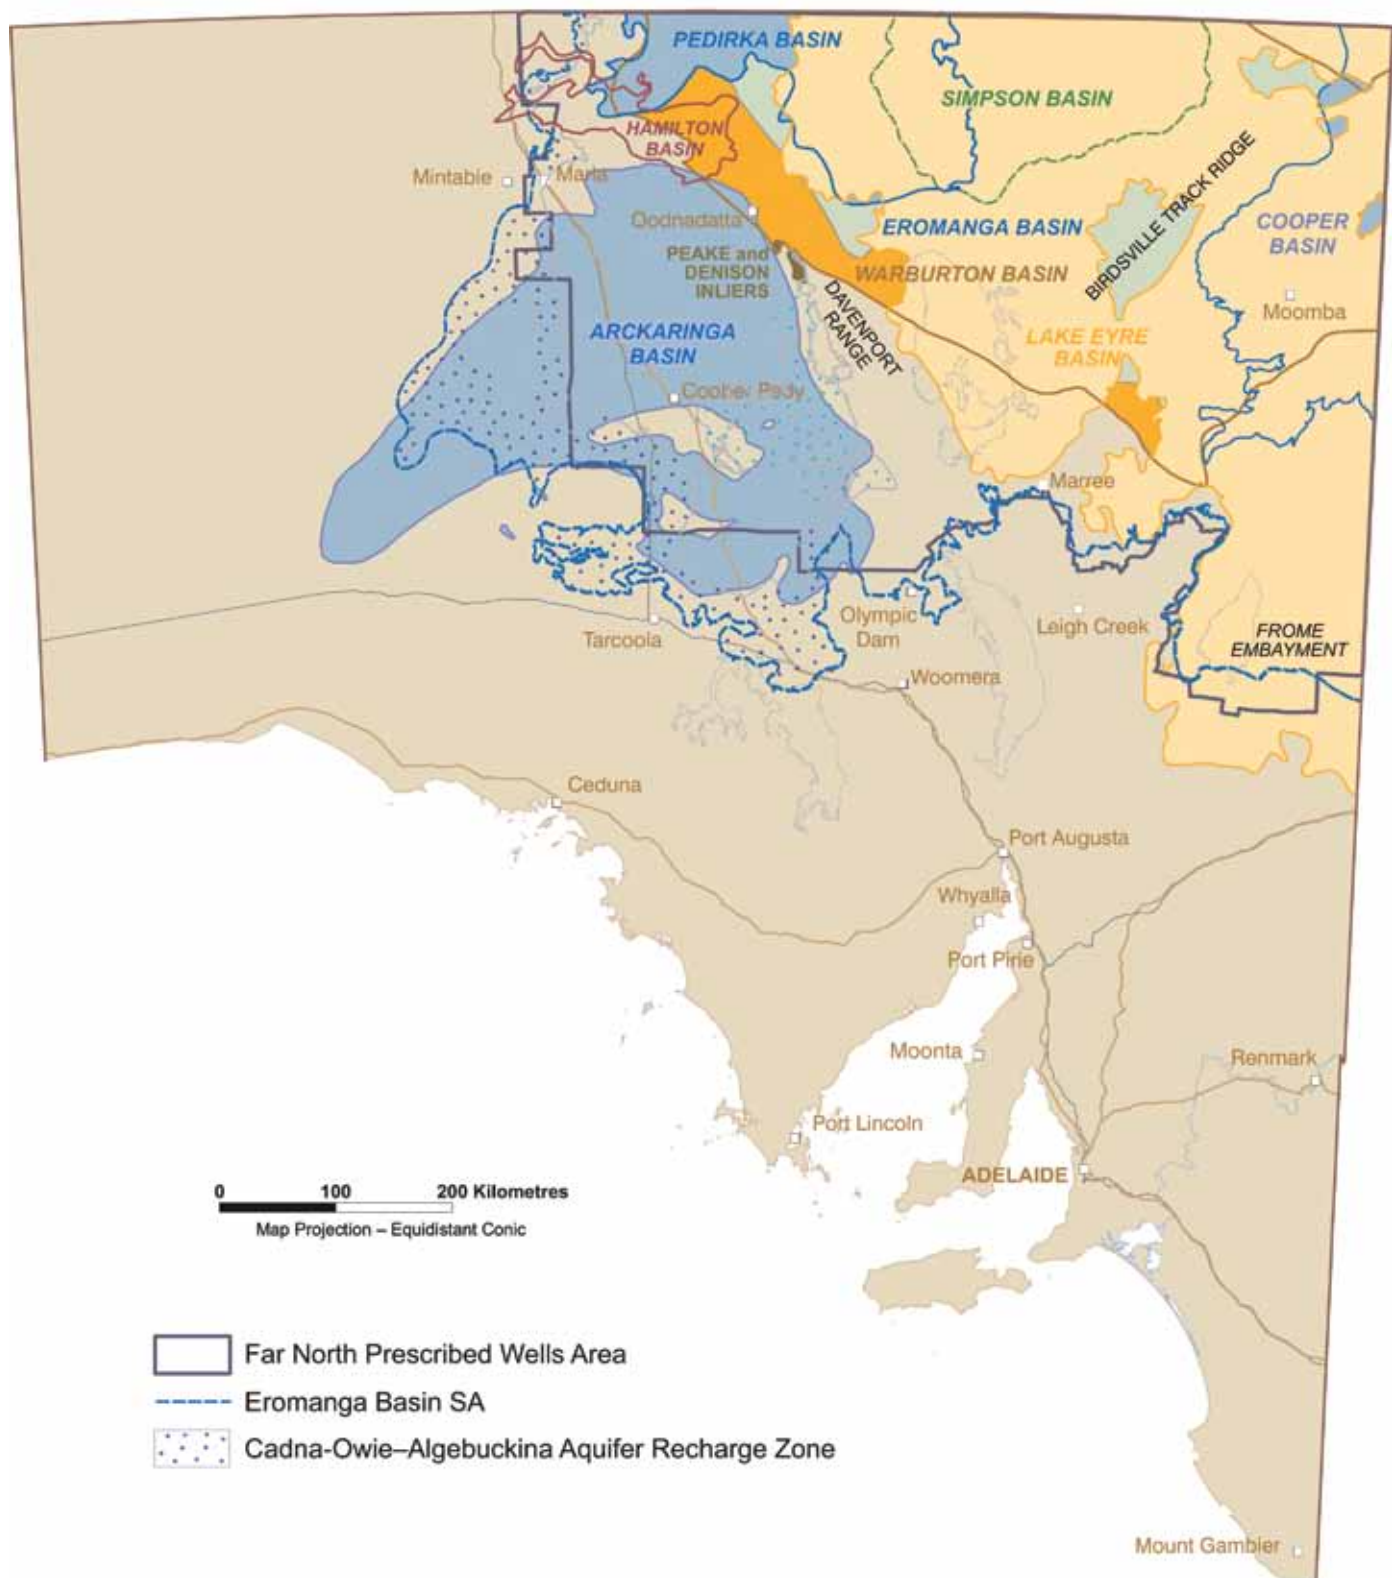 PEDIRKA BASIN
SIMPSON BASIN
HAMILTON
BASIN
Mintabie
Marla
BIRDSVILLE TRACK RIDGE
Oodnadatta
EROMANGA BASIN
COOPER
BASIN
PEAKE and
DENISON
INLIERS
WARBURTON BASIN
DAVENPORT
RANGE
Moomba
ARCKARINGA
BASIN
LAKE EYRE
BASIN
Coober Pedy
Marree
Olympic
Dam
Leigh Creek
Tarcoola
FROME
EMBAYMENT
Woomera
Ceduna
Port Augusta
Whyalla
Port Pirie
Moonta
Renmark
Port Lincoln
ADELAIDE
0 100 200 Kilometres
Map Projection – Equidistant Conic
Far North Prescribed Wells Area
Eromanga Basin SA
Cadna-Owie–Algebuckina Aquifer Recharge Zone
Mount Gambier